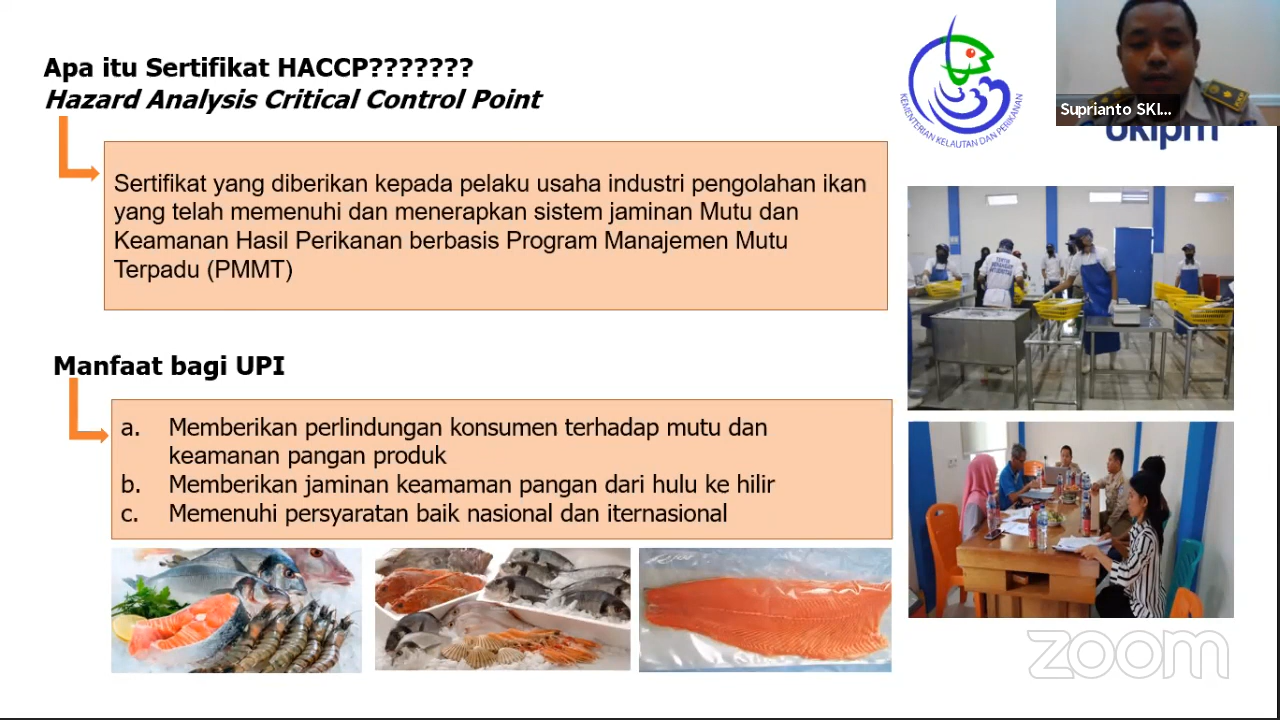 Apa itu Sertifikat HACCP???????
Hazard Analysis Critical Control Point
KEMENTERIAN KELAUTAN DAN PERIKANAN
Suprianto SKI...
Sertifikat yang diberikan kepada pelaku usaha industri pengolahan ikan
yang telah memenuhi dan menerapkan sistem jaminan Mutu dan
Keamanan Hasil Perikanan berbasis Program Manajemen Mutu
Terpadu (PMMT)
Manfaat bagi UPI
a. Memberikan perlindungan konsumen terhadap mutu dan
keamanan pangan produk
b. Memberikan jaminan keamaman pangan dari hulu ke hilir
c. Memenuhi persyaratan baik nasional dan iternasional
zoom